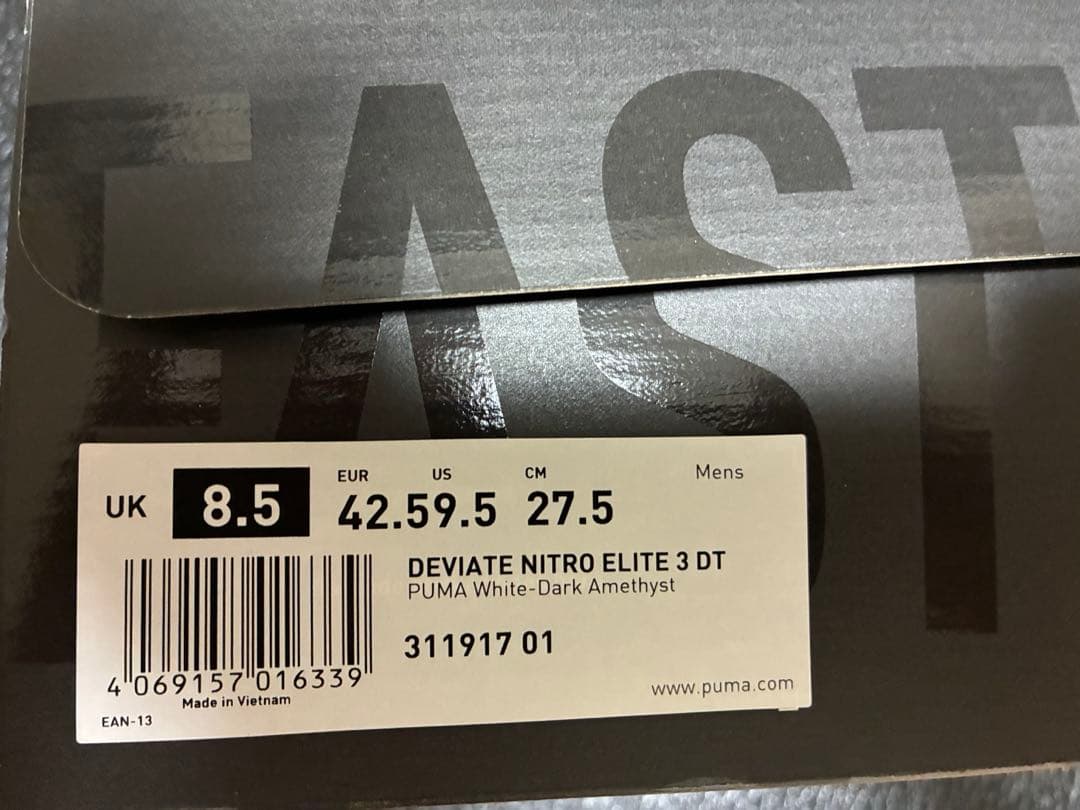 FAST
EUR US CM Mens
UK 8.5 42.5 9.5 27.5
DEVIATE NITRO ELITE 3 DT
PUMA White-Dark Amethyst
311917 01
4 069157 016339
Made in Vietnam
EAN-13
www.puma.com